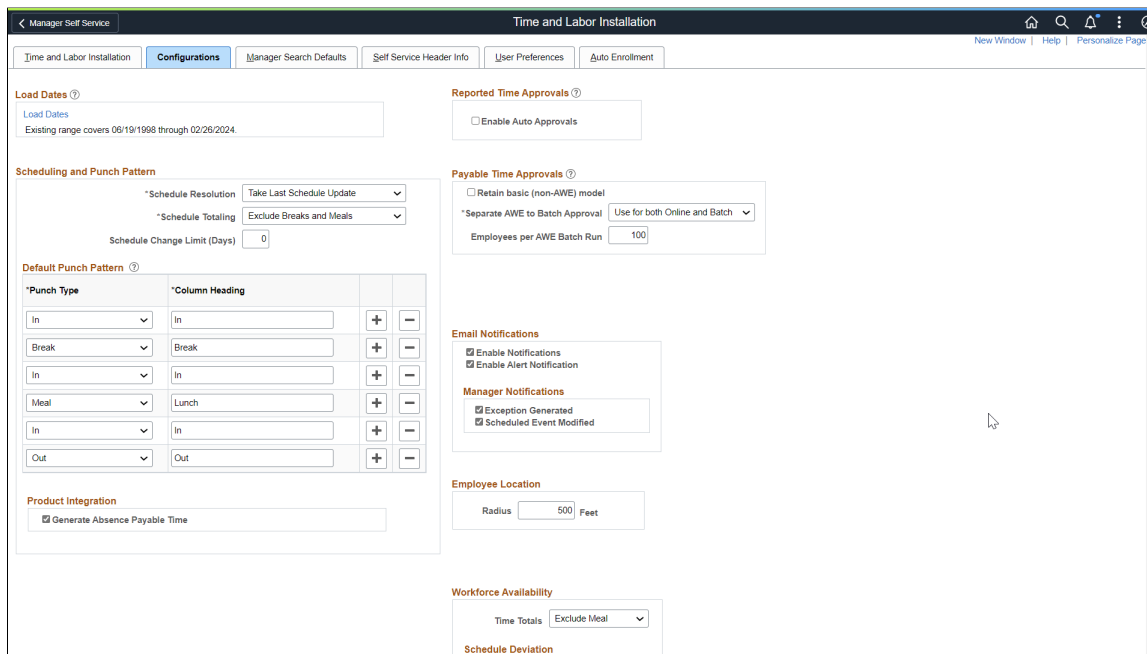 Manager Self Service
Time and Labor Installation
New Window | Help | Personalize Page
Time and Labor Installation
Configurations
Manager Search Defaults
Self Service Header Info
User Preferences
Auto Enrollment
Load Dates
Load Dates
Existing range covers 06/19/1998 through 02/26/2024.
Scheduling and Punch Pattern
*Schedule Resolution Take Last Schedule Update
*Schedule Totaling Exclude Breaks and Meals
Schedule Change Limit (Days) 0
Default Punch Pattern
*Punch Type *Column Heading
In In
Break Break
In In
Meal Lunch
In In
Out Out
Product Integration
Generate Absence Payable Time
Reported Time Approvals
Enable Auto Approvals
Payable Time Approvals
Retain basic (non-AWE) model
*Separate AWE to Batch Approval Use for both Online and Batch
Employees per AWE Batch Run 100
Email Notifications
Enable Notifications
Enable Alert Notification
Manager Notifications
Exception Generated
Scheduled Event Modified
Employee Location
Radius 500 Feet
Workforce Availability
Time Totals Exclude Meal
Schedule Deviation